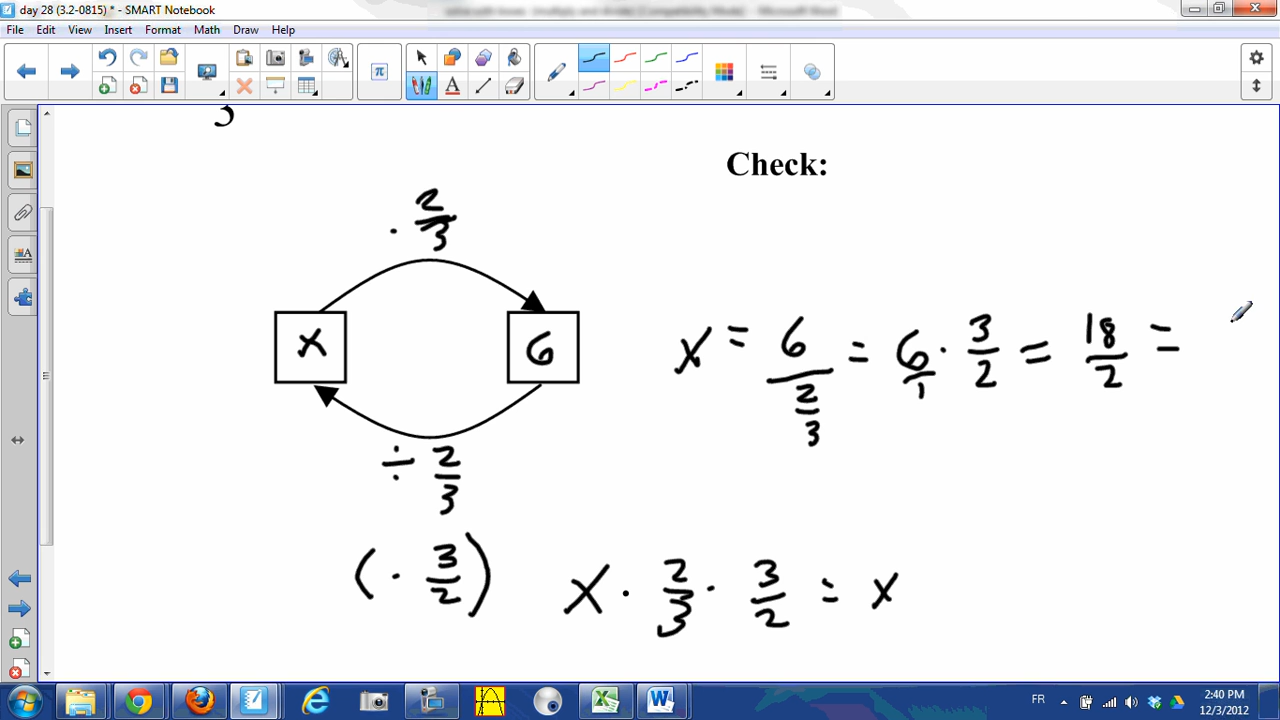 day 28 (3.2-0815) * - SMART Notebook
File Edit View Insert Format Math Draw Help
π A
3
Check:
· 2/3
x 6
x = 6/(2/3) = 6/1 · 3/2 = 18/2 =
÷ 2/3
(· 3/2) x · 2/3 · 3/2 = x
FR 2:40 PM
12/3/2012